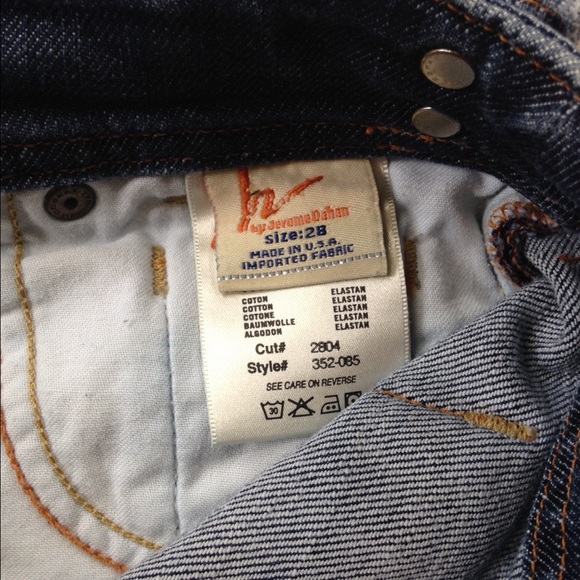 by Jerome Dahan
Size:28
MADE IN U.S.A.
IMPORTED FABRIC
COTON ELASTAN
COTTON ELASTAN
COTONE ELASTAN
BAUMWOLLE ELASTAN
ALGODON ELASTAN
Cut# 2804
Style# 352-085
SEE CARE ON REVERSE
30